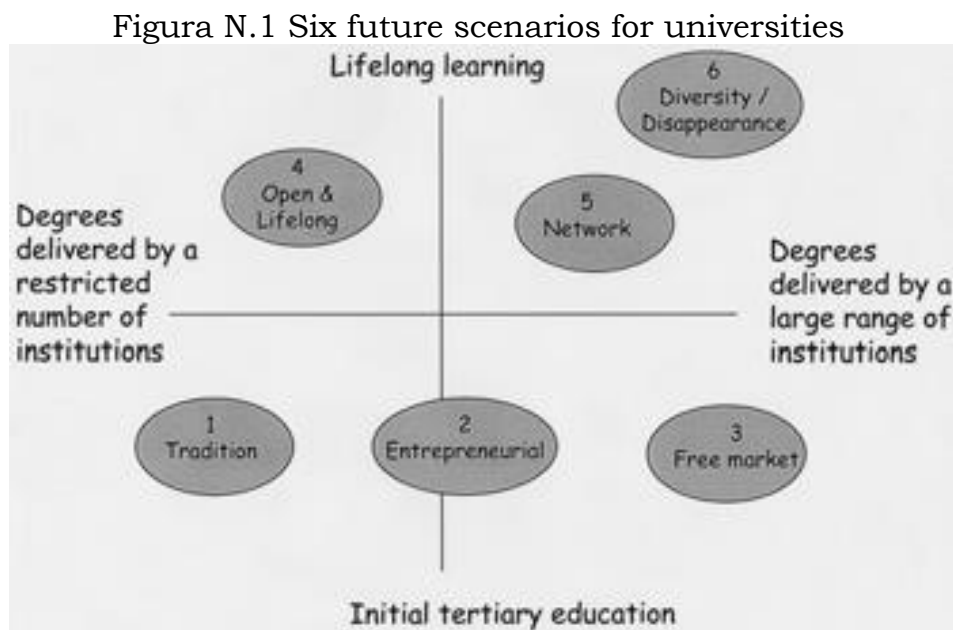 Figura N.1 Six future scenarios for universities
Lifelong learning
6
Diversity /
Disappearance
4
Open &
Lifelong
5
Network
Degrees
delivered by a
restricted
number of
institutions
Degrees
delivered by a
large range of
institutions
1
Tradition
2
Entrepreneurial
3
Free market
Initial tertiary education